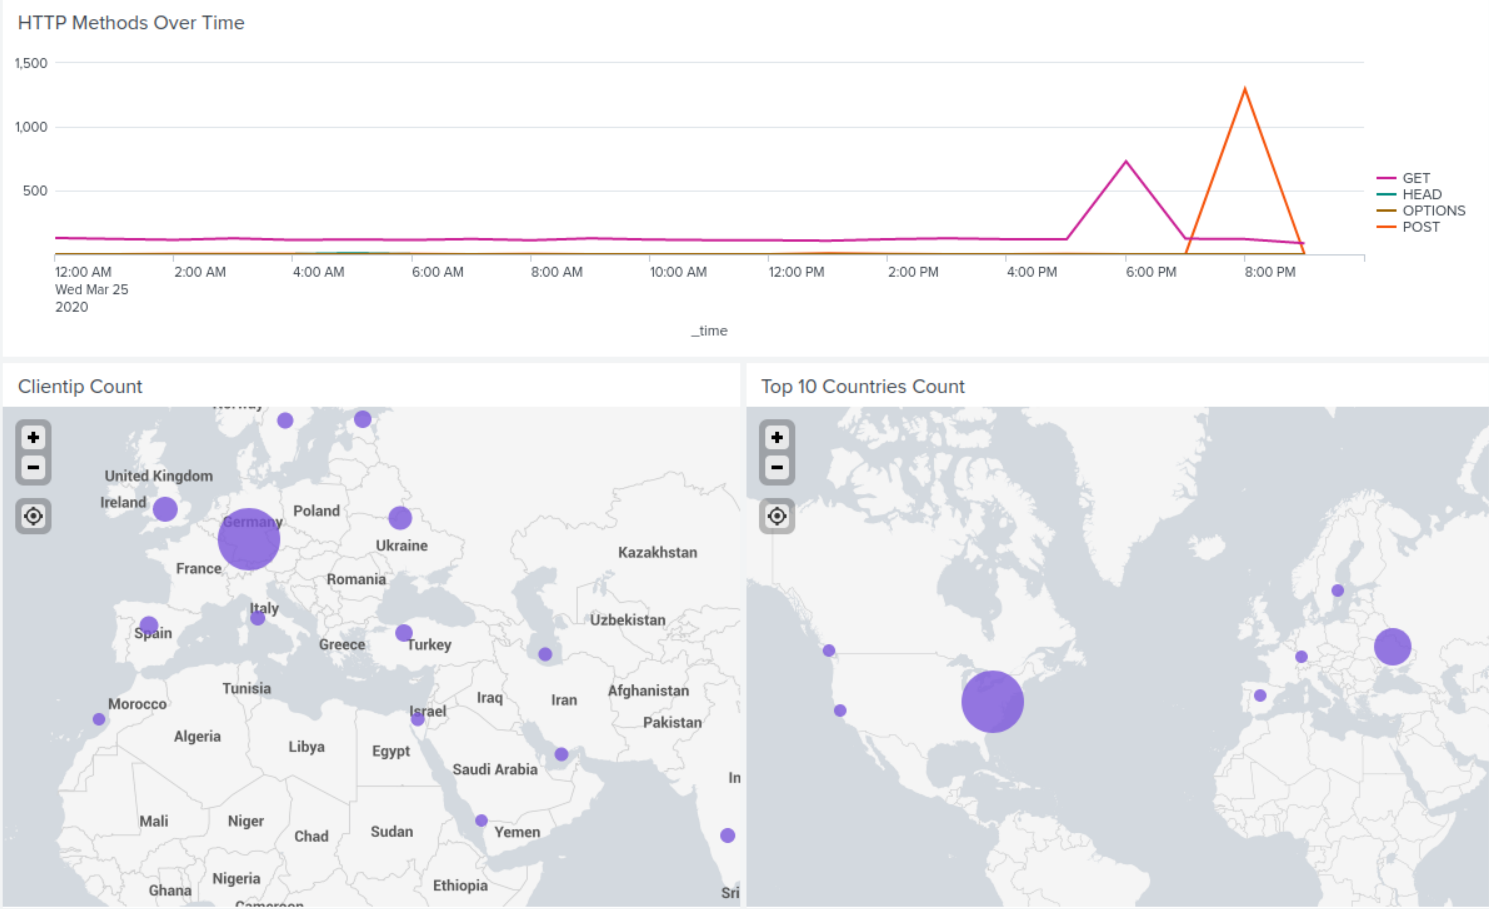 HTTP Methods Over Time
1,500
1,000
500
GET
HEAD
OPTIONS
POST
12:00 AM 2:00 AM 4:00 AM 6:00 AM 8:00 AM 10:00 AM 12:00 PM 2:00 PM 4:00 PM 6:00 PM 8:00 PM
Wed Mar 25
2020
_time
Clientip Count
Norway
United Kingdom
Ireland
Germany
Poland
Ukraine
Kazakhstan
France
Romania
Italy
Uzbekistan
Spain
Greece
Turkey
Tunisia
Morocco
Iraq
Iran
Afghanistan
Israel
Pakistan
Algeria
Libya
Egypt
Saudi Arabia
In
Mali
Niger
Chad
Sudan
Yemen
Nigeria
Ghana
Ethiopia
Sri
Cameroon
Top 10 Countries Count